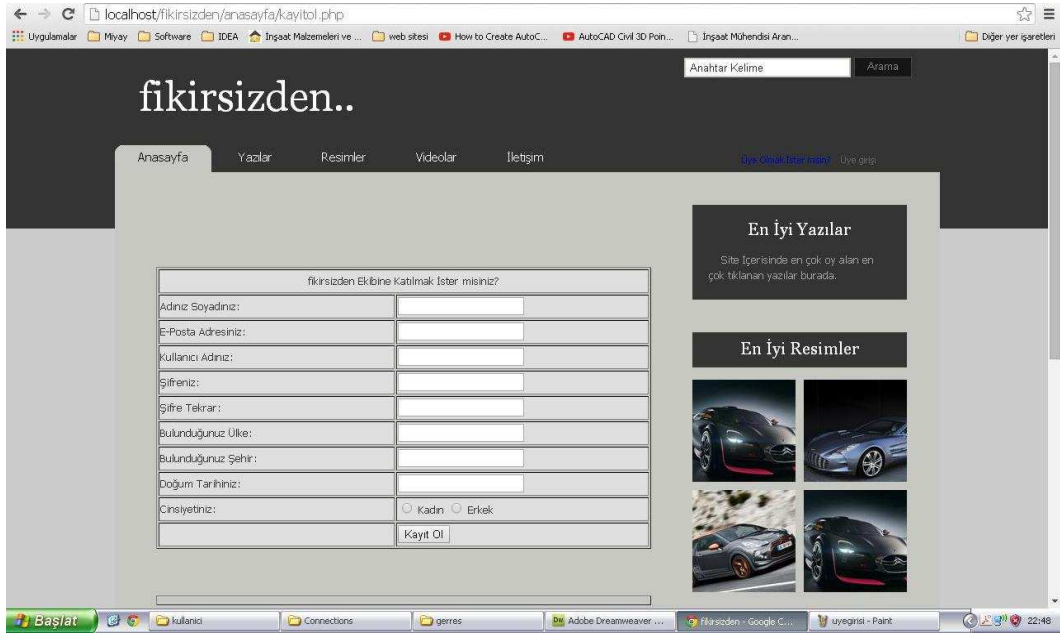 localhost/fikirsizden/anasayfa/kayitol.php
Uygulamalar Miyay Software IDEA İnşaat Malzemeleri ve ... web sitesi How to Create AutoC... AutoCAD Civil 3D Poin... İnşaat Mühendisi Aran... Diğer yer işaretleri
Anahtar Kelime Arama
fikirsizden..
Anasayfa Yazılar Resimler Videolar İletişim Üye Olmak İster misin? Üye girişi
En İyi Yazılar
Site İçerisinde en çok oy alan en
çok tıklanan yazılar burada.
fikirsizden Ekibine Katılmak İster misiniz?
Adınız Soyadınız:
E-Posta Adresiniz:
Kullanıcı Adınız:
Şifreniz:
Şifre Tekrar:
Bulunduğunuz Ülke:
Bulunduğunuz Şehir:
Doğum Tarihiniz:
Cinsiyetiniz: Kadın Erkek
Kayıt Ol
En İyi Resimler
Başlat kullanici Connections gerres Adobe Dreamweaver ... fikirsizden - Google C... uyegirisi - Paint 22:48